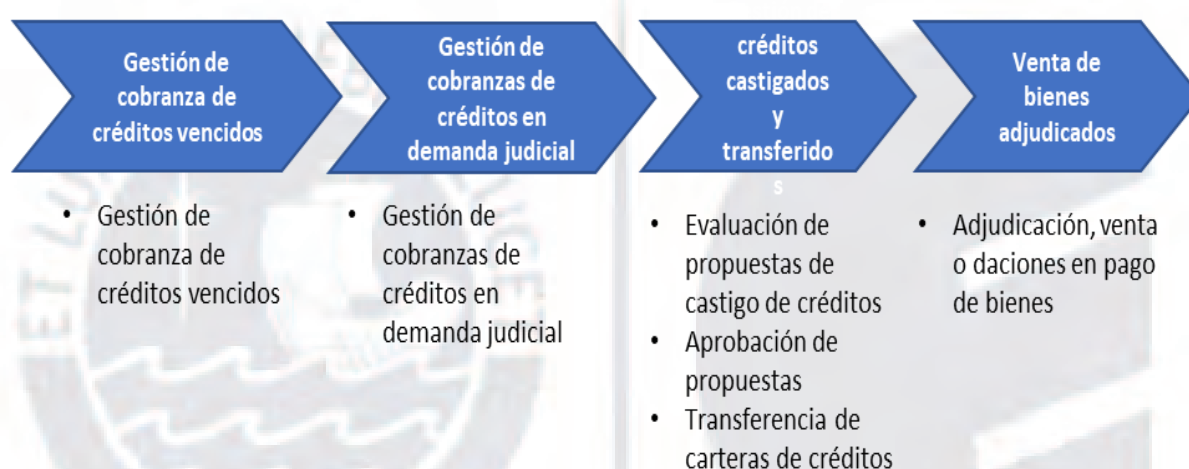 Gestión de
cobranza de
créditos vencidos
Gestión de
cobranzas de
créditos en
demanda judicial
créditos
castigados
y
transferido
s
Venta de
bienes
adjudicados
• Gestión de
cobranza de
créditos vencidos
• Gestión de
cobranzas de
créditos en
demanda judicial
• Evaluación de
propuestas de
castigo de créditos
• Aprobación de
propuestas
• Transferencia de
carteras de créditos
• Adjudicación, venta
o daciones en pago
de bienes